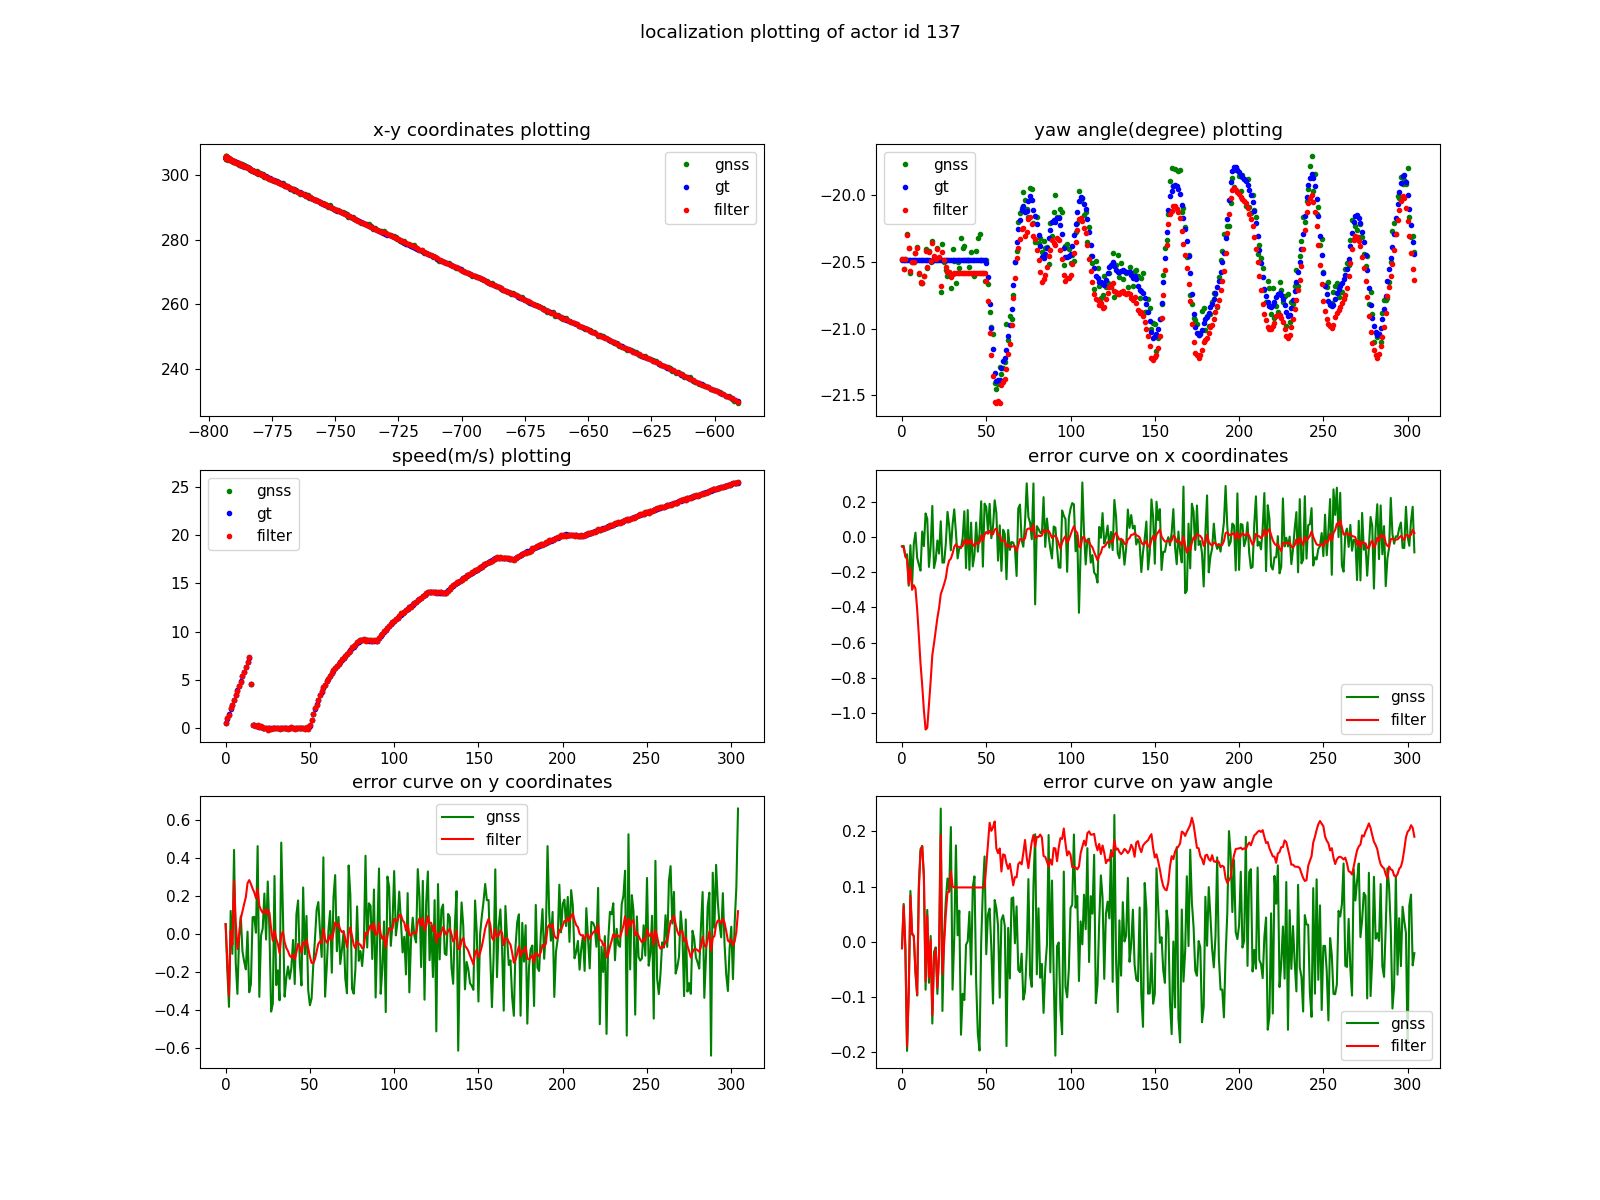 localization plotting of actor id 137
x-y coordinates plotting
gnss
gt
filter
300
280
260
240
−800 −775 −750 −725 −700 −675 −650 −625 −600
yaw angle(degree) plotting
gnss
gt
filter
−20.0
−20.5
−21.0
−21.5
0 50 100 150 200 250 300
speed(m/s) plotting
gnss
gt
filter
25
20
15
10
5
0
0 50 100 150 200 250 300
error curve on x coordinates
0.2
0.0
−0.2
−0.4
−0.6
−0.8
−1.0
gnss
filter
0 50 100 150 200 250 300
error curve on y coordinates
gnss
filter
0.6
0.4
0.2
0.0
−0.2
−0.4
−0.6
0 50 100 150 200 250 300
error curve on yaw angle
0.2
0.1
0.0
−0.1
−0.2
gnss
filter
0 50 100 150 200 250 300